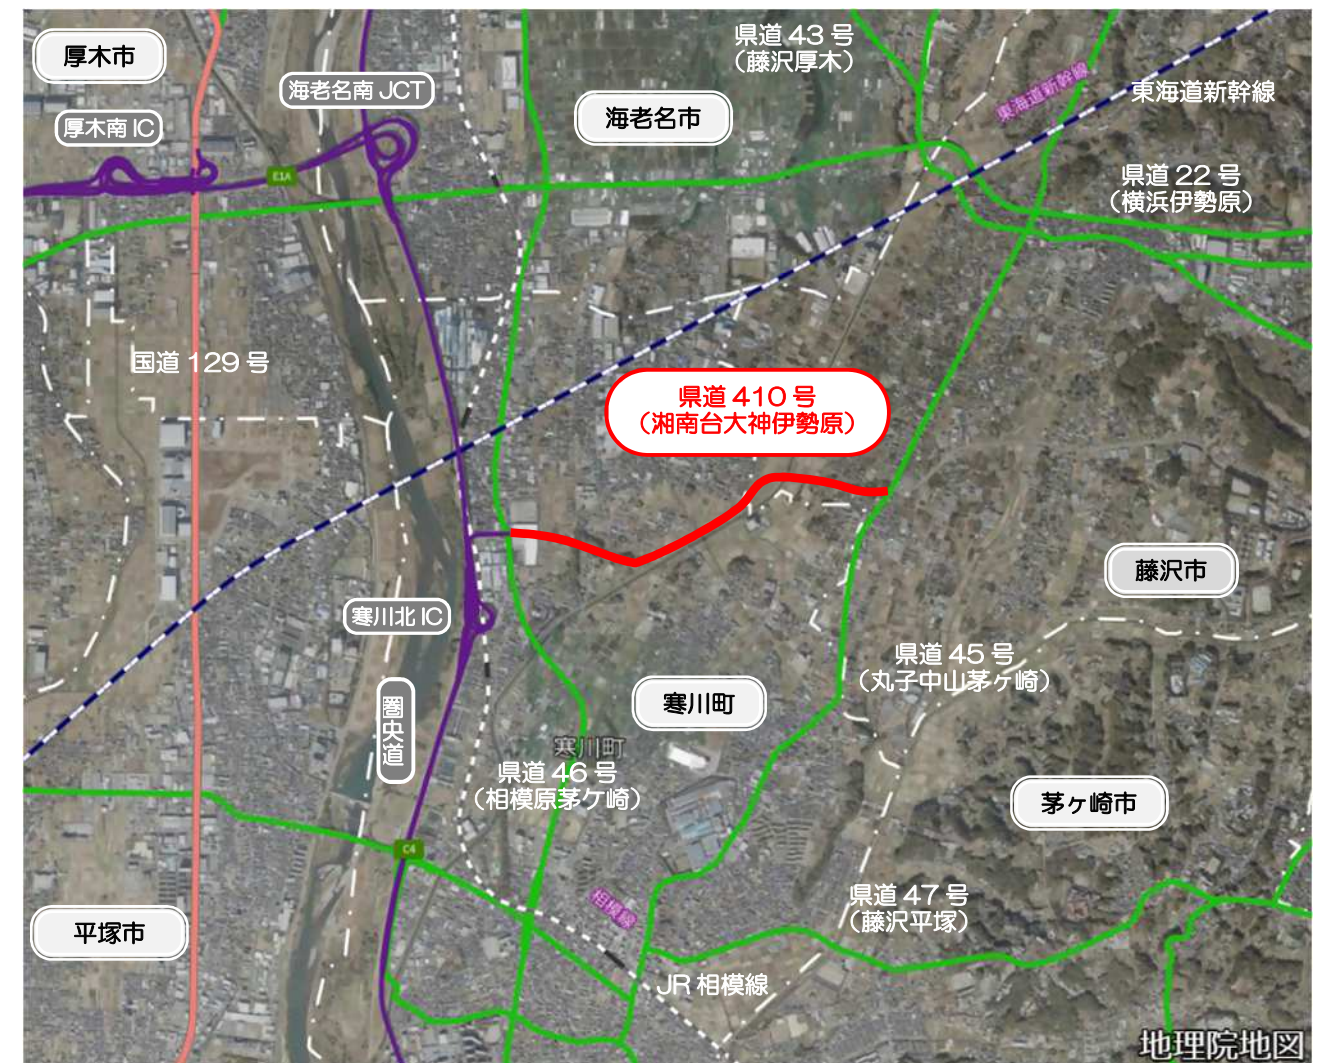 厚木市
厚木南 IC
海老名南 JCT
E1A
海老名市
県道 43 号
（藤沢厚木）
東海道新幹線
東海道新幹線
県道 22 号
（横浜伊勢原）
国道 129 号
県道 410 号
（湘南台大神伊勢原）
藤沢市
寒川北 IC
県道 45 号
（丸子中山茅ヶ崎）
圏央道
寒川町
寒川町
県道 46 号
（相模原茅ケ崎）
茅ヶ崎市
C4
相模線
県道 47 号
（藤沢平塚）
平塚市
JR 相模線
地理院地図